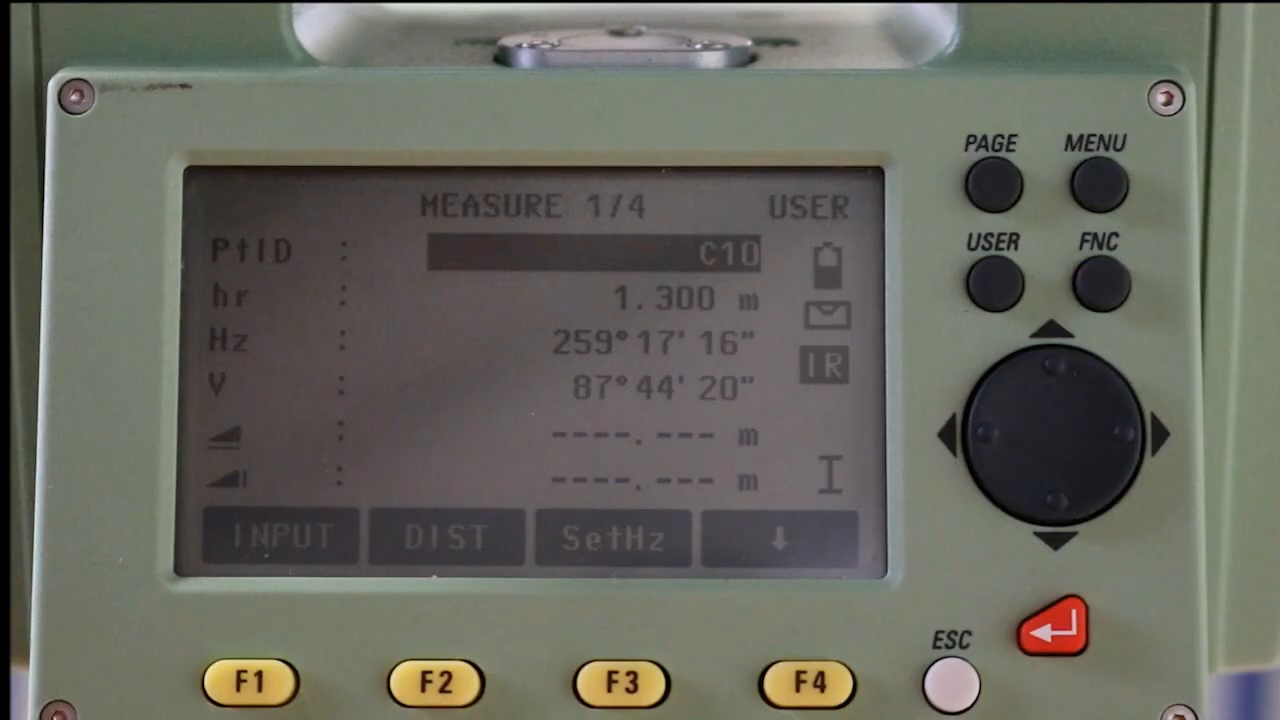 PAGE MENU
MEASURE 1/4 USER
PtID : C10
USER FNC
hr : 1.300 m
Hz : 259°17'16"
V : 87°44'20"
IR
: ----.--- m
: ----.--- m
INPUT DIST SetHz ↓
ESC
F1 F2 F3 F4